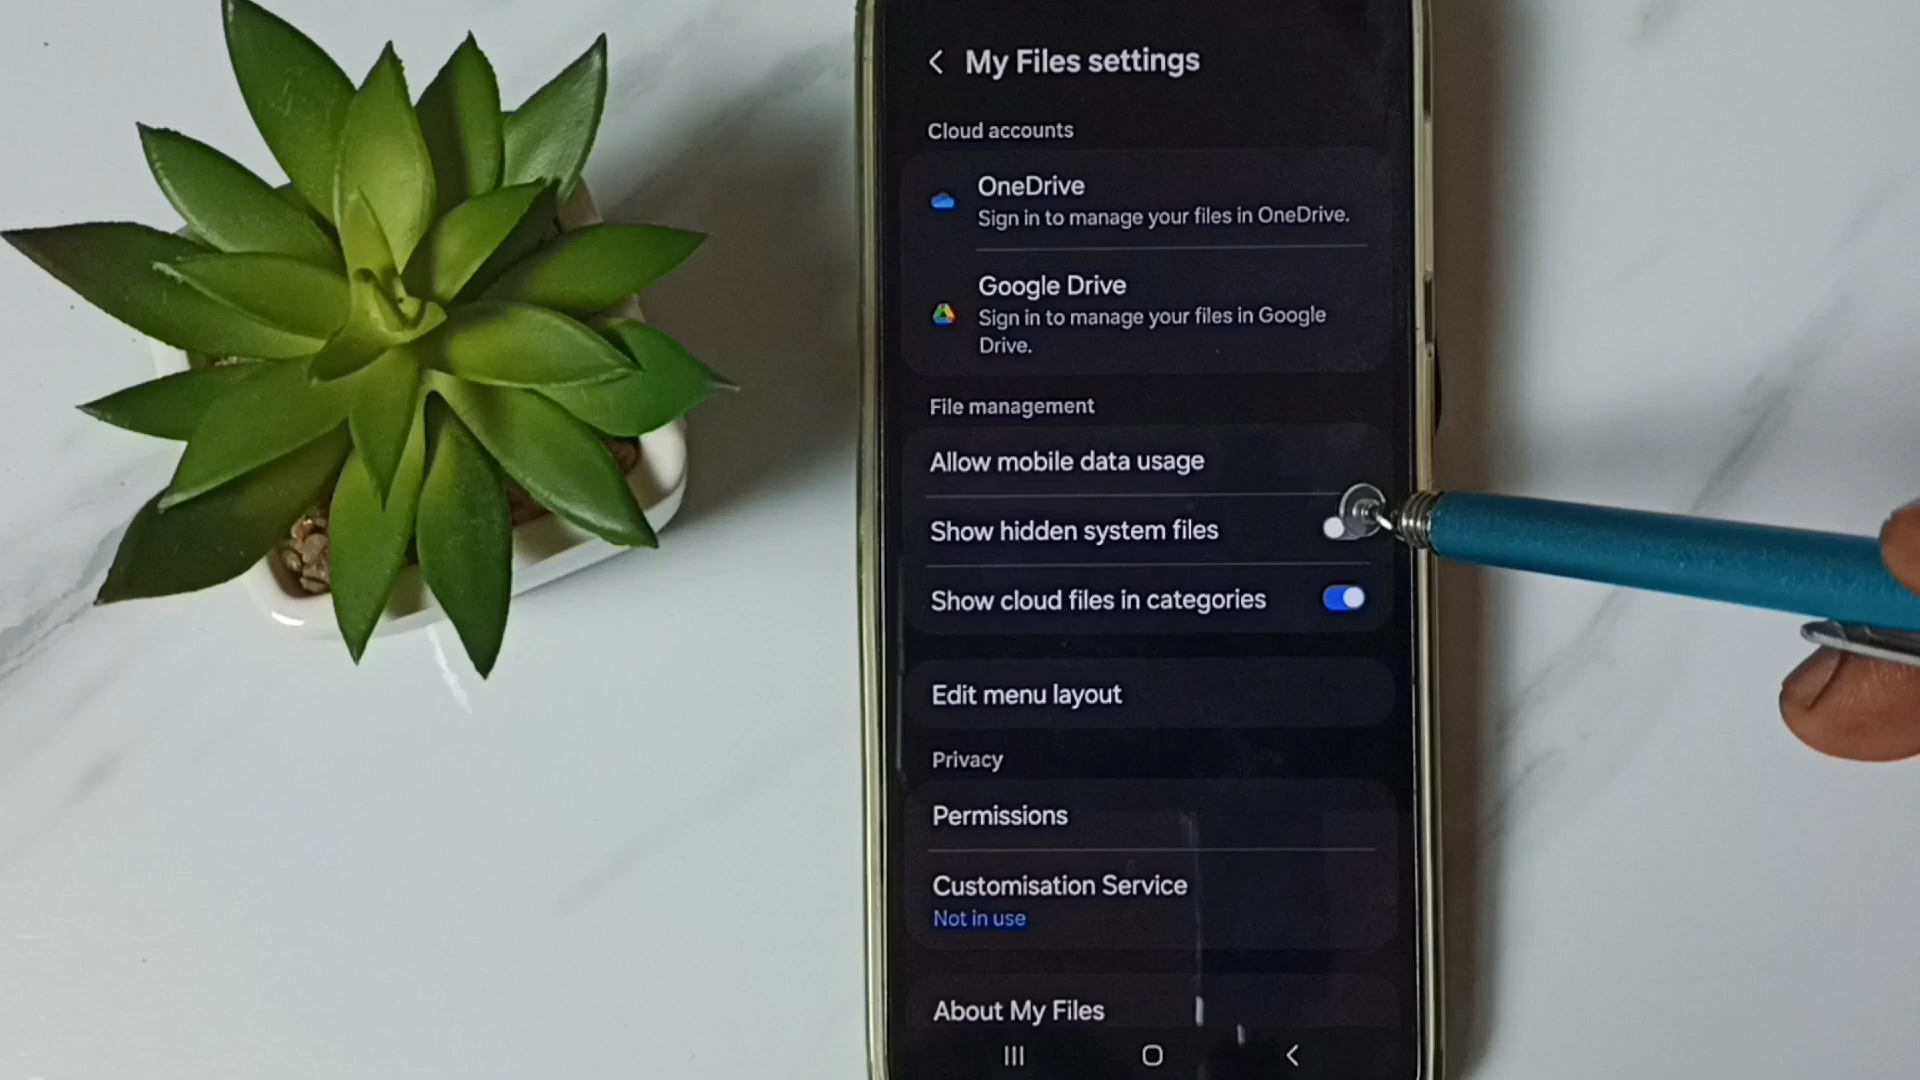 My Files settings
Cloud accounts
OneDrive
Sign in to manage your files in OneDrive.
Google Drive
Sign in to manage your files in Google
Drive.
File management
Allow mobile data usage
Show hidden system files
Show cloud files in categories
Edit menu layout
Privacy
Permissions
Customisation Service
Not in use
About My Files